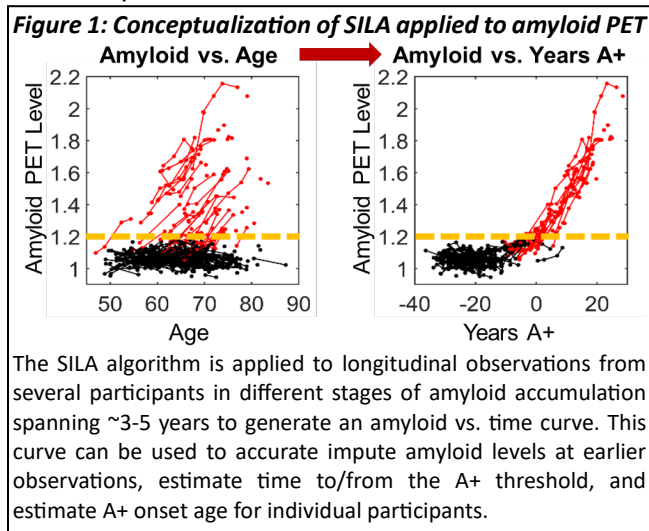 Figure 1: Conceptualization of SILA applied to amyloid PET
Amyloid vs. Age
Amyloid vs. Years A+
Amyloid PET Level
2.2
2
1.8
1.6
1.4
1.2
1
50 60 70 80 90
Age
Amyloid PET Level
2.2
2
1.8
1.6
1.4
1.2
1
-40 -20 0 20
Years A+
The SILA algorithm is applied to longitudinal observations from
several participants in different stages of amyloid accumulation
spanning ~3-5 years to generate an amyloid vs. time curve. This
curve can be used to accurate impute amyloid levels at earlier
observations, estimate time to/from the A+ threshold, and
estimate A+ onset age for individual participants.